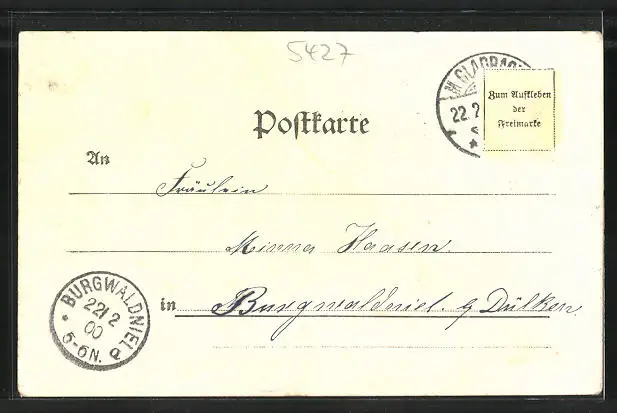 5427
M. GLADBACH
22.2
Zum Aufkleben
der
Freimarke
Postkarte
An
Fräulein
Minna Haasen.
in Burgwaldniel. b/ Dülken.
BURGWALDNIEL
22/2
00
5-6N.